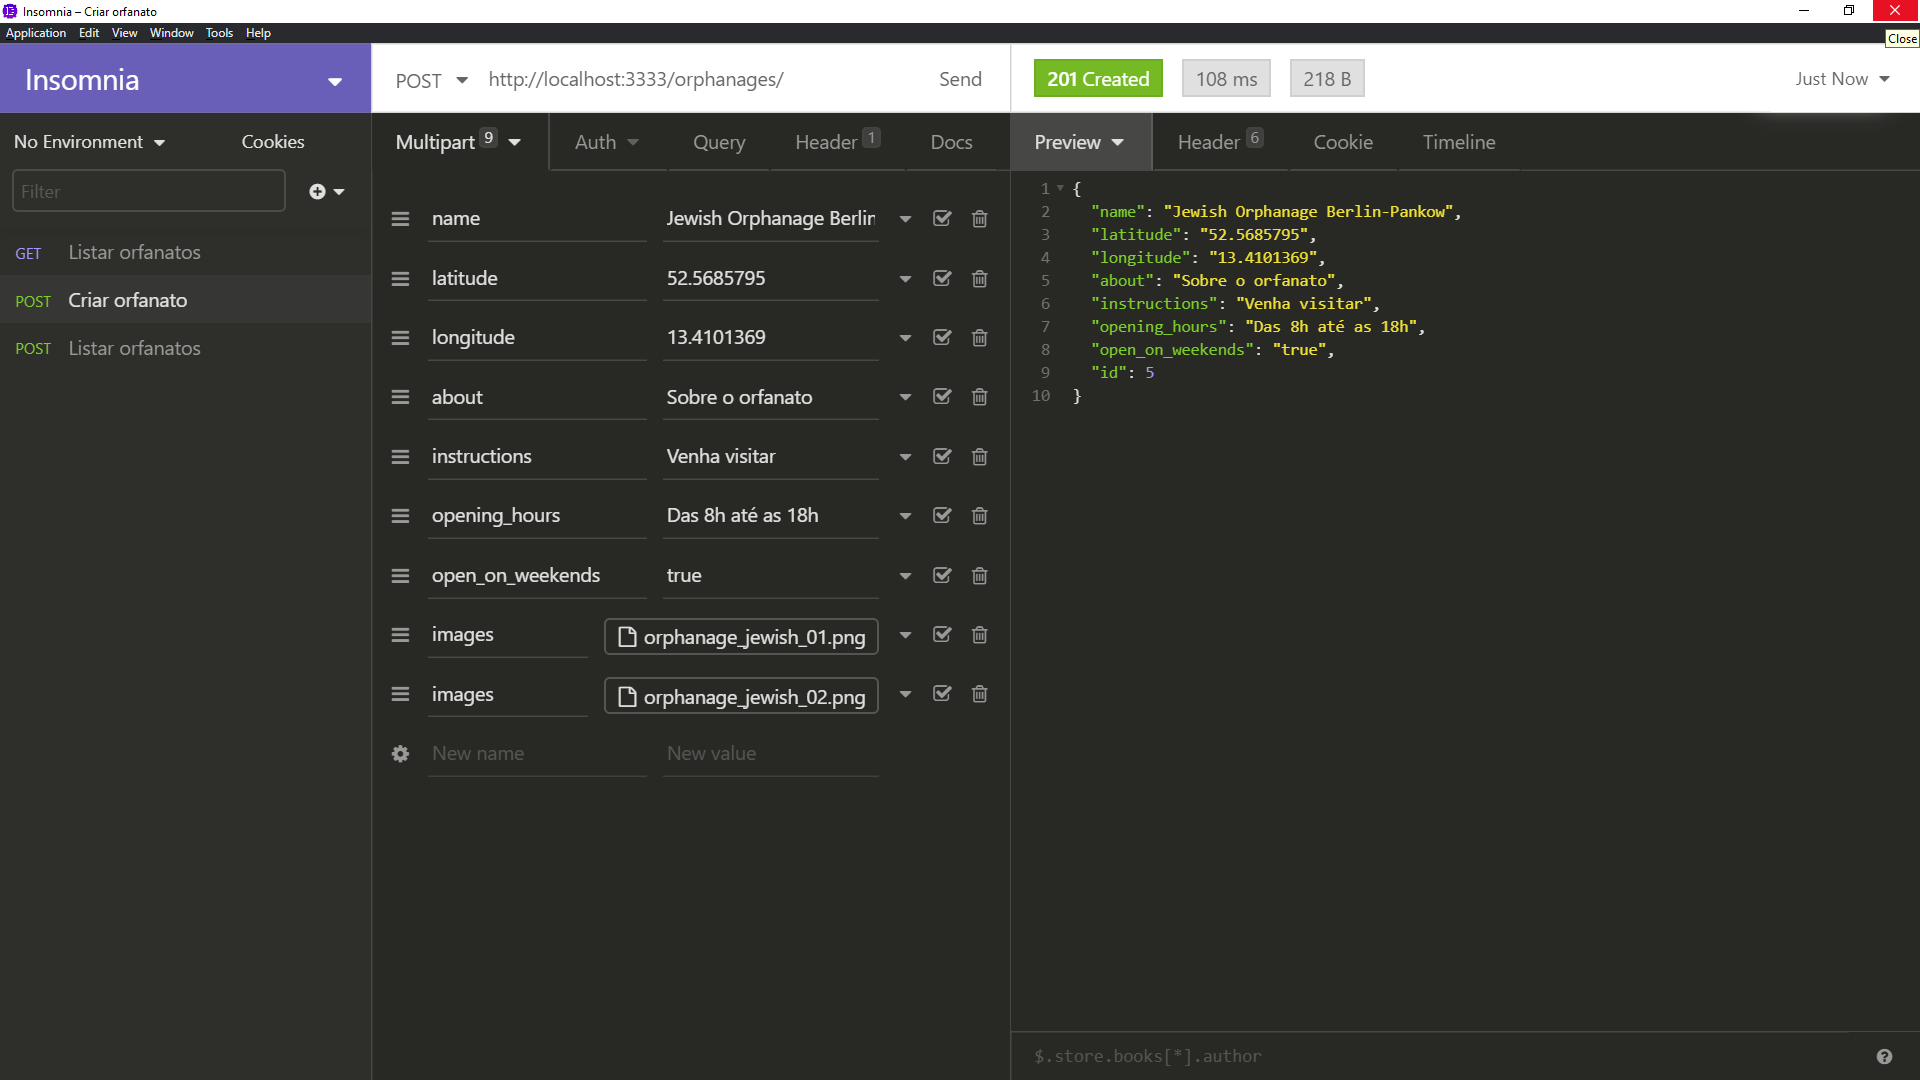 Insomnia – Criar orfanato
Application Edit View Window Tools Help
Close
Insomnia
POST http://localhost:3333/orphanages/ Send
201 Created 108 ms 218 B Just Now
No Environment Cookies
Multipart 9 Auth Query Header 1 Docs
Preview Header 6 Cookie Timeline
Filter
GET Listar orfanatos
POST Criar orfanato
POST Listar orfanatos
name Jewish Orphanage Berlin
latitude 52.5685795
longitude 13.4101369
about Sobre o orfanato
instructions Venha visitar
opening_hours Das 8h até as 18h
open_on_weekends true
images orphanage_jewish_01.png
images orphanage_jewish_02.png
New name New value
1 {
2 "name": "Jewish Orphanage Berlin-Pankow",
3 "latitude": "52.5685795",
4 "longitude": "13.4101369",
5 "about": "Sobre o orfanato",
6 "instructions": "Venha visitar",
7 "opening_hours": "Das 8h até as 18h",
8 "open_on_weekends": "true",
9 "id": 5
10 }
$.store.books[*].author